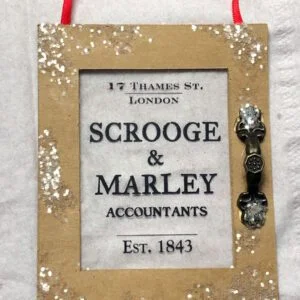 17 THAMES ST.
LONDON
SCROOGE
&
MARLEY
ACCOUNTANTS
EST. 1843